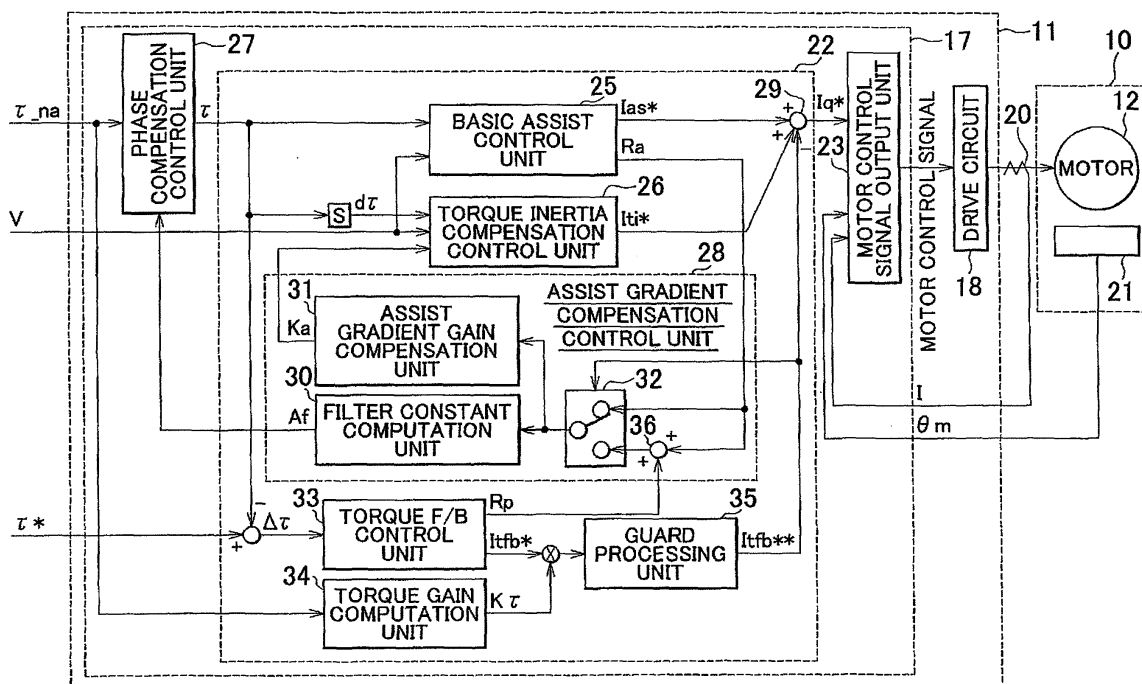 27
17
11
10
τ_na
PHASE
COMPENSATION
CONTROL UNIT
τ
22
25
BASIC ASSIST
CONTROL
UNIT
Ias*
Ra
+
29
+
−
Iq*
23
MOTOR CONTROL
SIGNAL OUTPUT UNIT
MOTOR CONTROL SIGNAL
DRIVE CIRCUIT
18
20
12
MOTOR
21
V
S
dτ
26
TORQUE INERTIA
COMPENSATION
CONTROL UNIT
Iti*
28
31
Ka
ASSIST
GRADIENT GAIN
COMPENSATION
UNIT
ASSIST GRADIENT
COMPENSATION
CONTROL UNIT
32
30
Af
FILTER CONSTANT
COMPUTATION
UNIT
36
+
+
I
θm
τ*
+
−
Δτ
33
TORQUE F/B
CONTROL
UNIT
Rp
Itfb*
X
35
GUARD
PROCESSING
UNIT
Itfb**
34
TORQUE GAIN
COMPUTATION
UNIT
Kτ